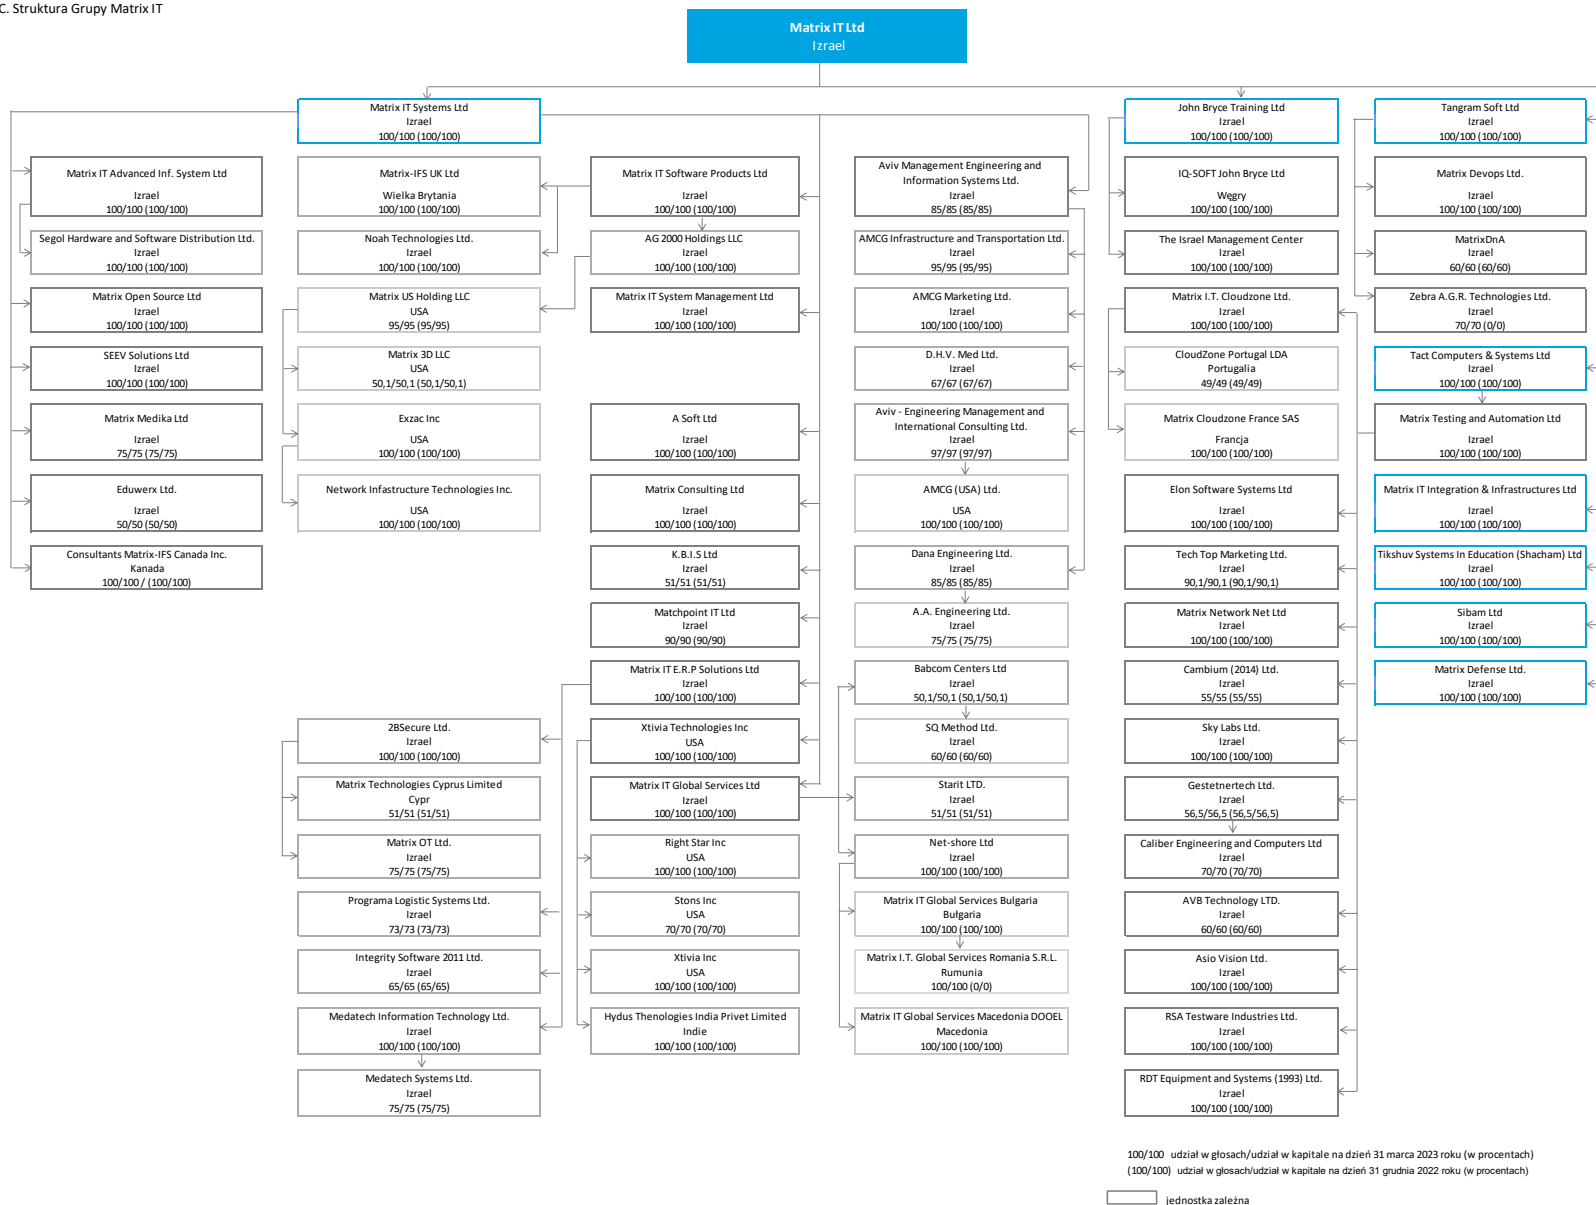 C. Struktura Grupy Matrix IT
Matrix IT Ltd
Izrael
Matrix IT Systems Ltd
Izrael
100/100 (100/100)
John Bryce Training Ltd
Izrael
100/100 (100/100)
Tangram Soft Ltd
Izrael
100/100 (100/100)
Matrix IT Advanced Inf. System Ltd
Izrael
100/100 (100/100)
Segol Hardware and Software Distribution Ltd.
Izrael
100/100 (100/100)
Matrix Open Source Ltd
Izrael
100/100 (100/100)
SEEV Solutions Ltd
Izrael
100/100 (100/100)
Matrix Medika Ltd
Izrael
75/75 (75/75)
Eduwerx Ltd.
Izrael
50/50 (50/50)
Consultants Matrix-IFS Canada Inc.
Kanada
100/100 / (100/100)
Matrix-IFS UK Ltd
Wielka Brytania
100/100 (100/100)
Noah Technologies Ltd.
Izrael
100/100 (100/100)
Matrix US Holding LLC
USA
95/95 (95/95)
Matrix 3D LLC
USA
50,1/50,1 (50,1/50,1)
Exzac Inc
USA
100/100 (100/100)
Network Infastructure Technologies Inc.
USA
100/100 (100/100)
2BSecure Ltd.
Izrael
100/100 (100/100)
Matrix Technologies Cyprus Limited
Cypr
51/51 (51/51)
Matrix OT Ltd.
Izrael
75/75 (75/75)
Programa Logistic Systems Ltd.
Izrael
73/73 (73/73)
Integrity Software 2011 Ltd.
Izrael
65/65 (65/65)
Medatech Information Technology Ltd.
Izrael
100/100 (100/100)
Medatech Systems Ltd.
Izrael
75/75 (75/75)
Matrix IT Software Products Ltd
Izrael
100/100 (100/100)
AG 2000 Holdings LLC
Izrael
100/100 (100/100)
Matrix IT System Management Ltd
Izrael
100/100 (100/100)
A Soft Ltd
Izrael
100/100 (100/100)
Matrix Consulting Ltd
Izrael
100/100 (100/100)
K.B.I.S Ltd
Izrael
51/51 (51/51)
Matchpoint IT Ltd
Izrael
90/90 (90/90)
Matrix IT E.R.P Solutions Ltd
Izrael
100/100 (100/100)
Xtivia Technologies Inc
USA
100/100 (100/100)
Matrix IT Global Services Ltd
Izrael
100/100 (100/100)
Right Star Inc
USA
100/100 (100/100)
Stons Inc
USA
70/70 (70/70)
Xtivia Inc
USA
100/100 (100/100)
Hydus Thenologies India Privet Limited
Indie
100/100 (100/100)
Aviv Management Engineering and
Information Systems Ltd.
Izrael
85/85 (85/85)
AMCG Infrastructure and Transportation Ltd.
Izrael
95/95 (95/95)
AMCG Marketing Ltd.
Izrael
100/100 (100/100)
D.H.V. Med Ltd.
Izrael
67/67 (67/67)
Aviv - Engineering Management and
International Consulting Ltd.
Izrael
97/97 (97/97)
AMCG (USA) Ltd.
USA
100/100 (100/100)
Dana Engineering Ltd.
Izrael
85/85 (85/85)
A.A. Engineering Ltd.
Izrael
75/75 (75/75)
Babcom Centers Ltd
Izrael
50,1/50,1 (50,1/50,1)
SQ Method Ltd.
Izrael
60/60 (60/60)
Starit LTD.
Izrael
51/51 (51/51)
Net-shore Ltd
Izrael
100/100 (100/100)
Matrix IT Global Services Bulgaria
Bułgaria
100/100 (100/100)
Matrix I.T. Global Services Romania S.R.L.
Rumunia
100/100 (0/0)
Matrix IT Global Services Macedonia DOOEL
Macedonia
100/100 (100/100)
IQ-SOFT John Bryce Ltd
Węgry
100/100 (100/100)
The Israel Management Center
Izrael
100/100 (100/100)
Matrix I.T. Cloudzone Ltd.
Izrael
100/100 (100/100)
CloudZone Portugal LDA
Portugalia
49/49 (49/49)
Matrix Cloudzone France SAS
Francja
100/100 (100/100)
Elon Software Systems Ltd
Izrael
100/100 (100/100)
Tech Top Marketing Ltd.
Izrael
90,1/90,1 (90,1/90,1)
Matrix Network Net Ltd
Izrael
100/100 (100/100)
Cambium (2014) Ltd.
Izrael
55/55 (55/55)
Sky Labs Ltd.
Izrael
100/100 (100/100)
Gestetnertech Ltd.
Izrael
56,5/56,5 (56,5/56,5)
Caliber Engineering and Computers Ltd
Izrael
70/70 (70/70)
AVB Technology LTD.
Izrael
60/60 (60/60)
Asio Vision Ltd.
Izrael
100/100 (100/100)
RSA Testware Industries Ltd.
Izrael
100/100 (100/100)
RDT Equipment and Systems (1993) Ltd.
Izrael
100/100 (100/100)
Matrix Devops Ltd.
Izrael
100/100 (100/100)
MatrixDnA
Izrael
60/60 (60/60)
Zebra A.G.R. Technologies Ltd.
Izrael
70/70 (0/0)
Tact Computers & Systems Ltd
Izrael
100/100 (100/100)
Matrix Testing and Automation Ltd
Izrael
100/100 (100/100)
Matrix IT Integration & Infrastructures Ltd
Izrael
100/100 (100/100)
Tikshuv Systems In Education (Shacham) Ltd
Izrael
100/100 (100/100)
Sibam Ltd
Izrael
100/100 (100/100)
Matrix Defense Ltd.
Izrael
100/100 (100/100)
100/100 udział w głosach/udział w kapitale na dzień 31 marca 2023 roku (w procentach)
(100/100) udział w głosach/udział w kapitale na dzień 31 grudnia 2022 roku (w procentach)
jednostka zależna